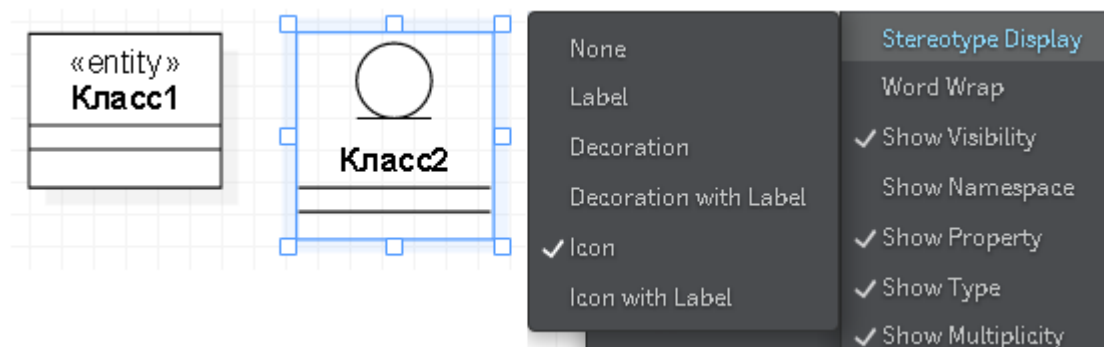 «entity»
Класс1
Класс2
None
Label
Decoration
Decoration with Label
Icon
Icon with Label
Stereotype Display
Word Wrap
Show Visibility
Show Namespace
Show Property
Show Type
Show Multiplicity